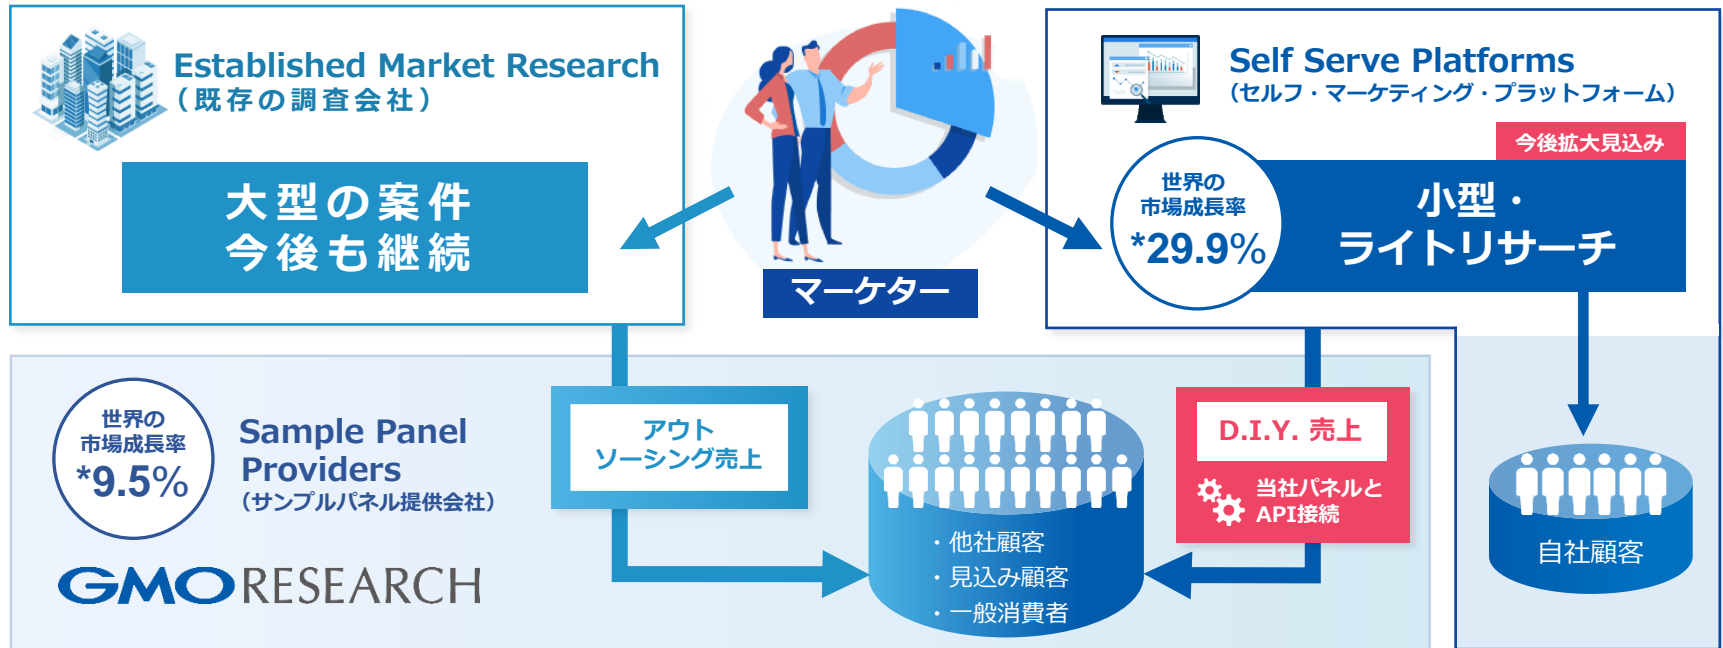 Established Market Research
（既存の調査会社）
大型の案件
今後も継続
マーケター
Self Serve Platforms
（セルフ・マーケティング・プラットフォーム）
今後拡大見込み
世界の
市場成長率
*29.9%
小型・
ライトリサーチ
世界の
市場成長率
*9.5%
Sample Panel
Providers
（サンプルパネル提供会社）
GMO RESEARCH
アウト
ソーシング売上
・他社顧客
・見込み顧客
・一般消費者
D.I.Y. 売上
当社パネルと
API接続
自社顧客